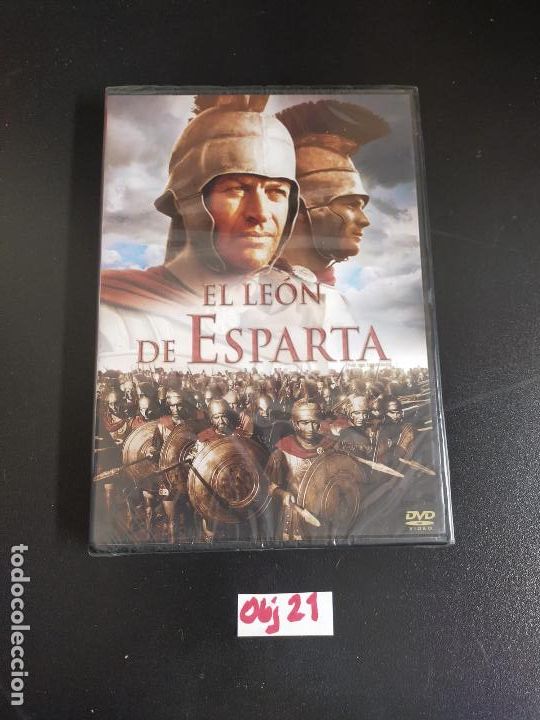 EL LEÓN
DE ESPARTA
DVD
VIDEO
Obj 21
todocoleccion